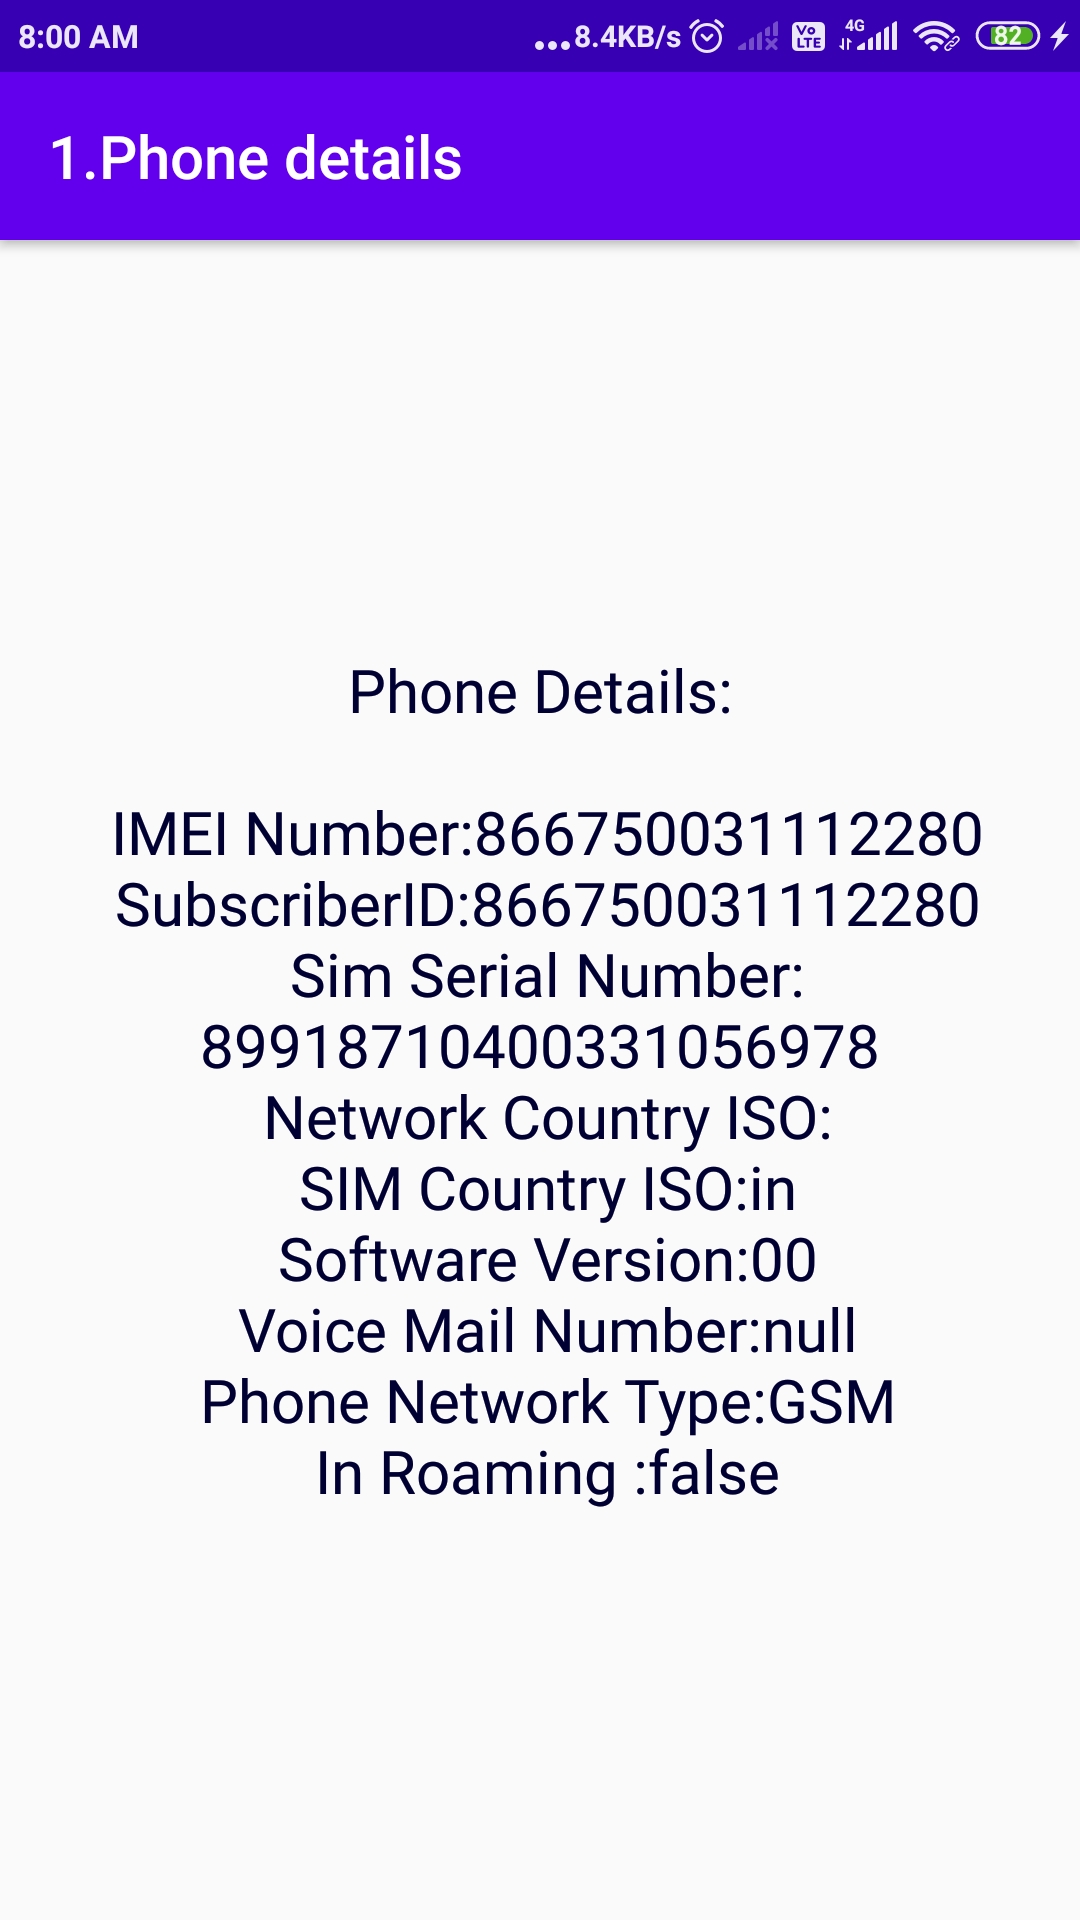 8:00 AM ...8.4KB/s Vo LTE 4G 82
1.Phone details
Phone Details:
IMEI Number:866750031112280
SubscriberID:866750031112280
Sim Serial Number:
89918710400331056978
Network Country ISO:
SIM Country ISO:in
Software Version:00
Voice Mail Number:null
Phone Network Type:GSM
In Roaming :false